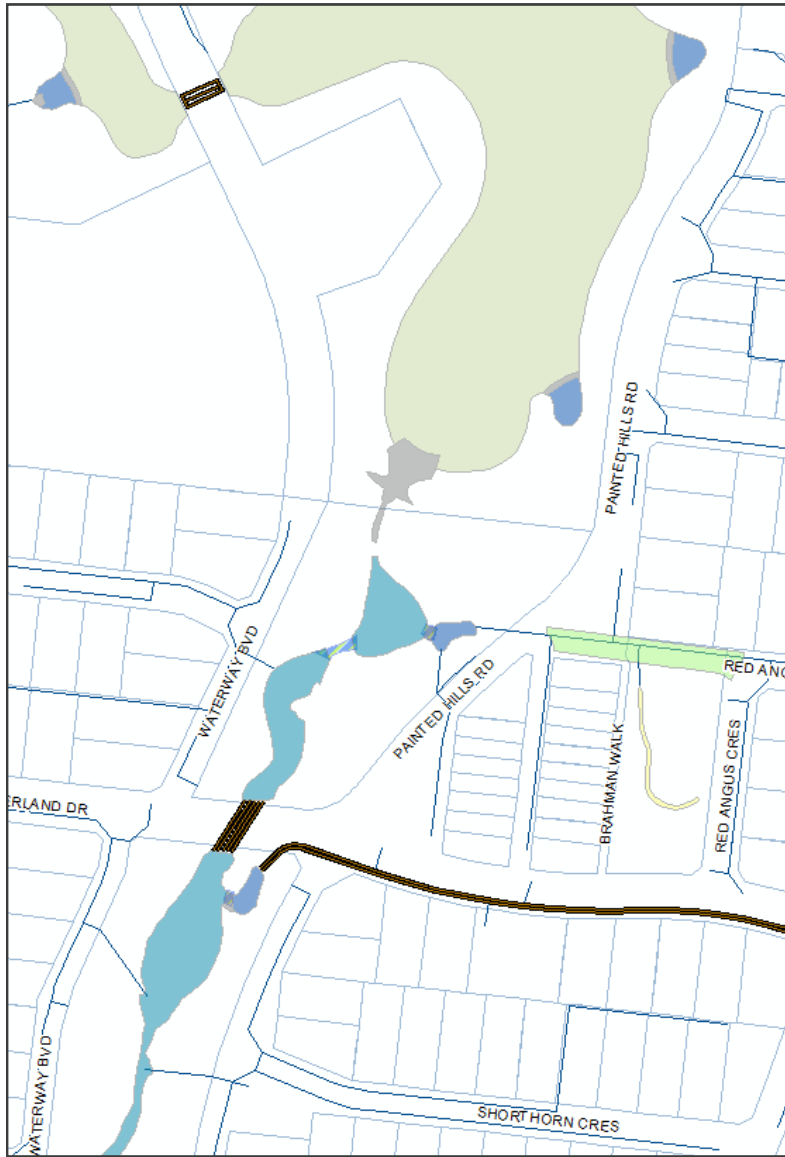 PAINTED HILLS RD
WATERWAY BVD
PAINTED HILLS RD
RED ANG
BRAHMAN WALK
RED ANGUS CRES
ERLAND DR
WATERWAY BVD
SHORTHORN CRES